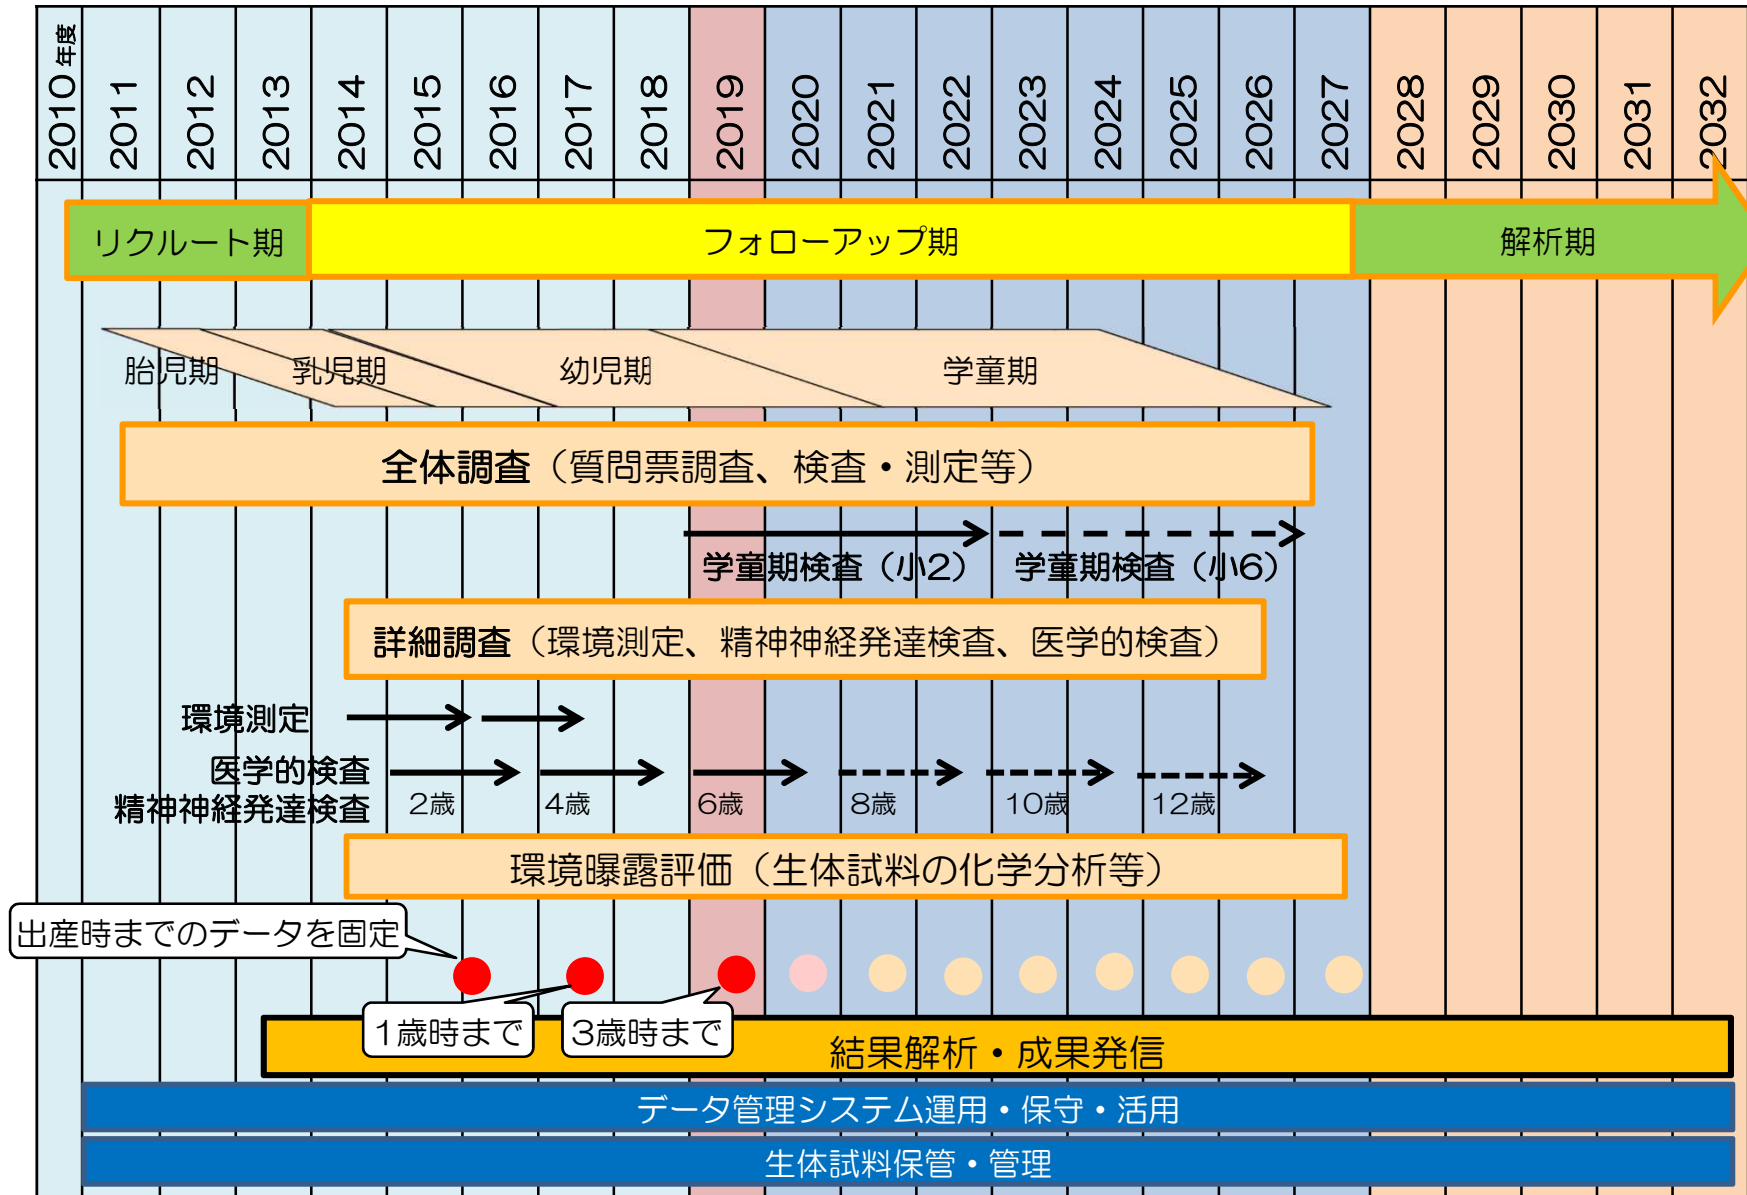 2010年度
2011
2012
2013
2014
2015
2016
2017
2018
2019
2020
2021
2022
2023
2024
2025
2026
2027
2028
2029
2030
2031
2032
リクルート期
フォローアップ期
解析期
胎児期
乳児期
幼児期
学童期
全体調査（質問票調査、検査・測定等）
学童期検査（小2）
学童期検査（小6）
詳細調査（環境測定、精神神経発達検査、医学的検査）
環境測定
医学的検査
精神神経発達検査
2歳
4歳
6歳
8歳
10歳
12歳
環境曝露評価（生体試料の化学分析等）
出産時までのデータを固定
1歳時まで
3歳時まで
結果解析・成果発信
データ管理システム運用・保守・活用
生体試料保管・管理